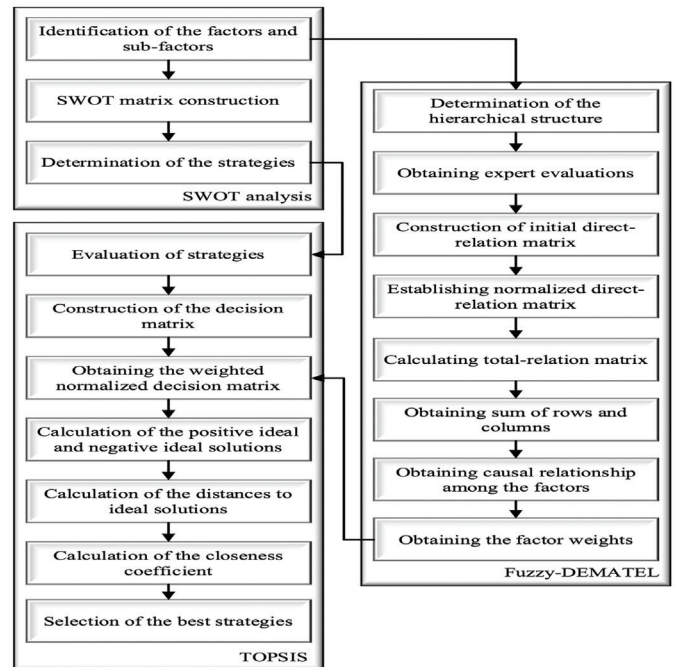 Identification of the factors and
sub-factors
SWOT matrix construction
Determination of the strategies
SWOT analysis
Determination of the
hierarchical structure
Obtaining expert evaluations
Construction of initial direct-
relation matrix
Establishing normalized direct-
relation matrix
Calculating total-relation matrix
Obtaining sum of rows and
columns
Obtaining causal relationship
among the factors
Obtaining the factor weights
Fuzzy-DEMATEL
Evaluation of strategies
Construction of the decision
matrix
Obtaining the weighted
normalized decision matrix
Calculation of the positive ideal
and negative ideal solutions
Calculation of the distances to
ideal solutions
Calculation of the closeness
coefficient
Selection of the best strategies
TOPSIS